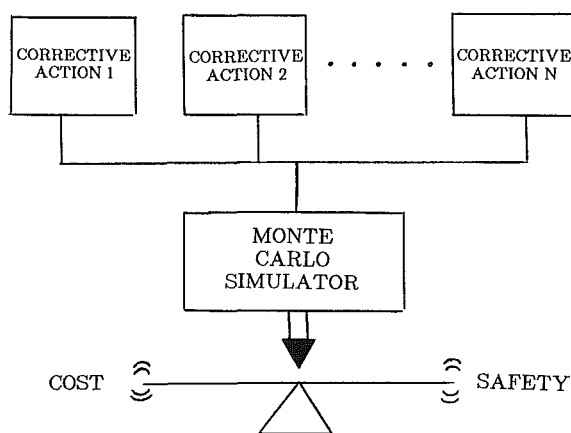 CORRECTIVE
ACTION 1
CORRECTIVE
ACTION 2
. . . . .
CORRECTIVE
ACTION N
MONTE
CARLO
SIMULATOR
COST
SAFETY